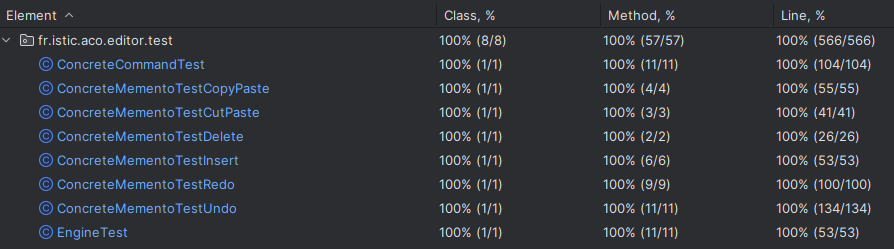 Element Class, % Method, % Line, %
fr.istic.aco.editor.test 100% (8/8) 100% (57/57) 100% (566/566)
ConcreteCommandTest 100% (1/1) 100% (11/11) 100% (104/104)
ConcreteMementoTestCopyPaste 100% (1/1) 100% (4/4) 100% (55/55)
ConcreteMementoTestCutPaste 100% (1/1) 100% (3/3) 100% (41/41)
ConcreteMementoTestDelete 100% (1/1) 100% (2/2) 100% (26/26)
ConcreteMementoTestInsert 100% (1/1) 100% (6/6) 100% (53/53)
ConcreteMementoTestRedo 100% (1/1) 100% (9/9) 100% (100/100)
ConcreteMementoTestUndo 100% (1/1) 100% (11/11) 100% (134/134)
EngineTest 100% (1/1) 100% (11/11) 100% (53/53)